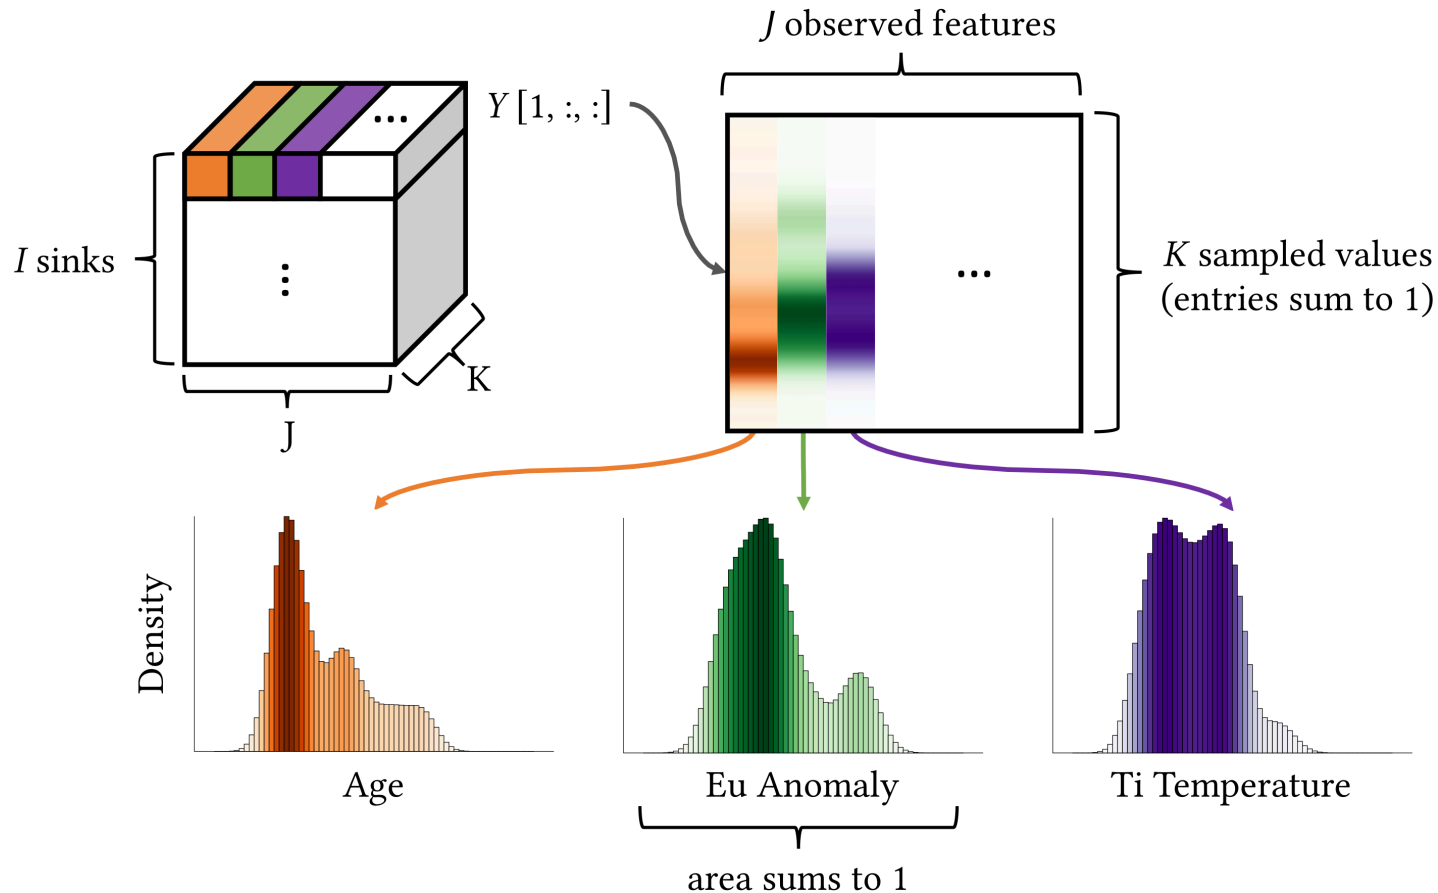 J observed features
Y [1, :, :]
...
I sinks
...
K
J
...
K sampled values
(entries sum to 1)
Density
Age
Eu Anomaly
Ti Temperature
area sums to 1